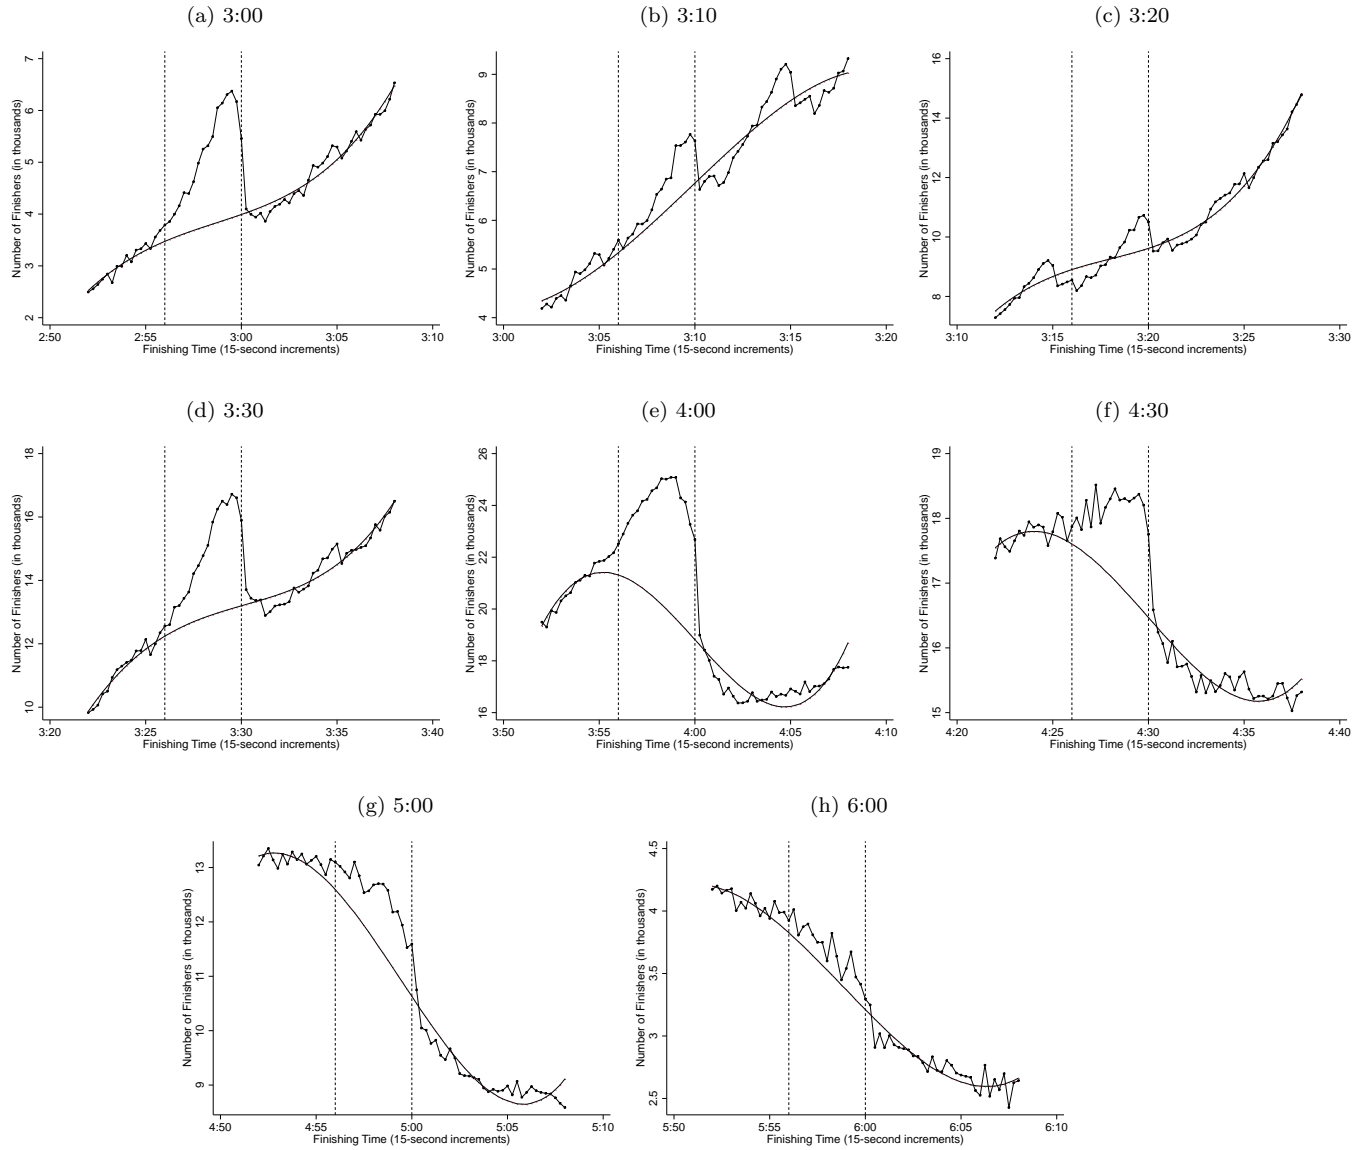 (a) 3:00
(b) 3:10
(c) 3:20
Number of Finishers (in thousands)
7
6
5
4
3
2
2:50 2:55 3:00 3:05 3:10
Finishing Time (15-second increments)
Number of Finishers (in thousands)
9
8
7
6
5
4
3:00 3:05 3:10 3:15 3:20
Finishing Time (15-second increments)
Number of Finishers (in thousands)
16
14
12
10
8
3:10 3:15 3:20 3:25 3:30
Finishing Time (15-second increments)
(d) 3:30
(e) 4:00
(f) 4:30
Number of Finishers (in thousands)
18
16
14
12
10
3:20 3:25 3:30 3:35 3:40
Finishing Time (15-second increments)
Number of Finishers (in thousands)
26
24
22
20
18
16
3:50 3:55 4:00 4:05 4:10
Finishing Time (15-second increments)
Number of Finishers (in thousands)
19
18
17
16
15
4:20 4:25 4:30 4:35 4:40
Finishing Time (15-second increments)
(g) 5:00
(h) 6:00
Number of Finishers (in thousands)
13
12
11
10
9
4:50 4:55 5:00 5:05 5:10
Finishing Time (15-second increments)
Number of Finishers (in thousands)
4.5
4
3.5
3
2.5
5:50 5:55 6:00 6:05 6:10
Finishing Time (15-second increments)